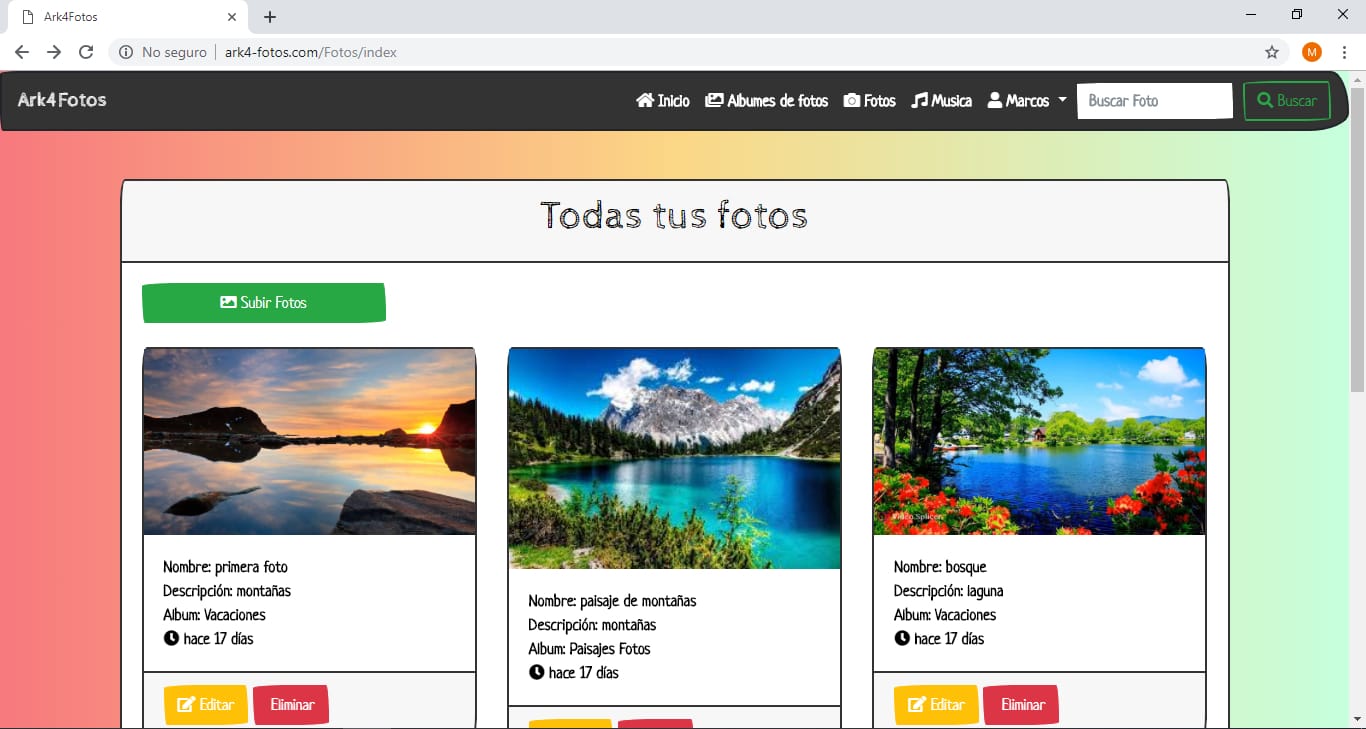 Ark4Fotos
No seguro
ark4-fotos.com/Fotos/index
M
Ark4Fotos
Inicio
Albumes de fotos
Fotos
Musica
Marcos
Buscar Foto
Buscar
Todas tus fotos
Subir Fotos
Video.Splicer
Nombre: primera foto
Descripción: montañas
Album: Vacaciones
hace 17 días
Editar
Eliminar
Nombre: paisaje de montañas
Descripción: montañas
Album: Paisajes Fotos
hace 17 días
Nombre: bosque
Descripción: laguna
Album: Vacaciones
hace 17 días
Editar
Eliminar